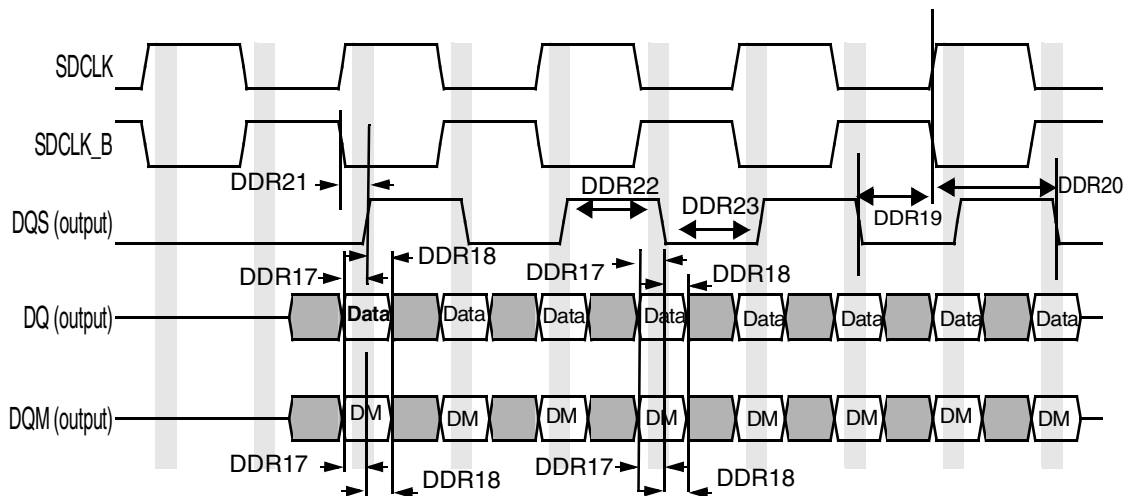 SDCLK
SDCLK_B
DDR21
DDR22
DDR23
DDR19
DDR20
DQS (output)
DDR17
DDR18
DDR17
DDR18
DQ (output)
Data Data Data Data Data Data Data Data
DQM (output)
DM DM DM DM DM DM DM DM
DDR17
DDR18
DDR17
DDR18